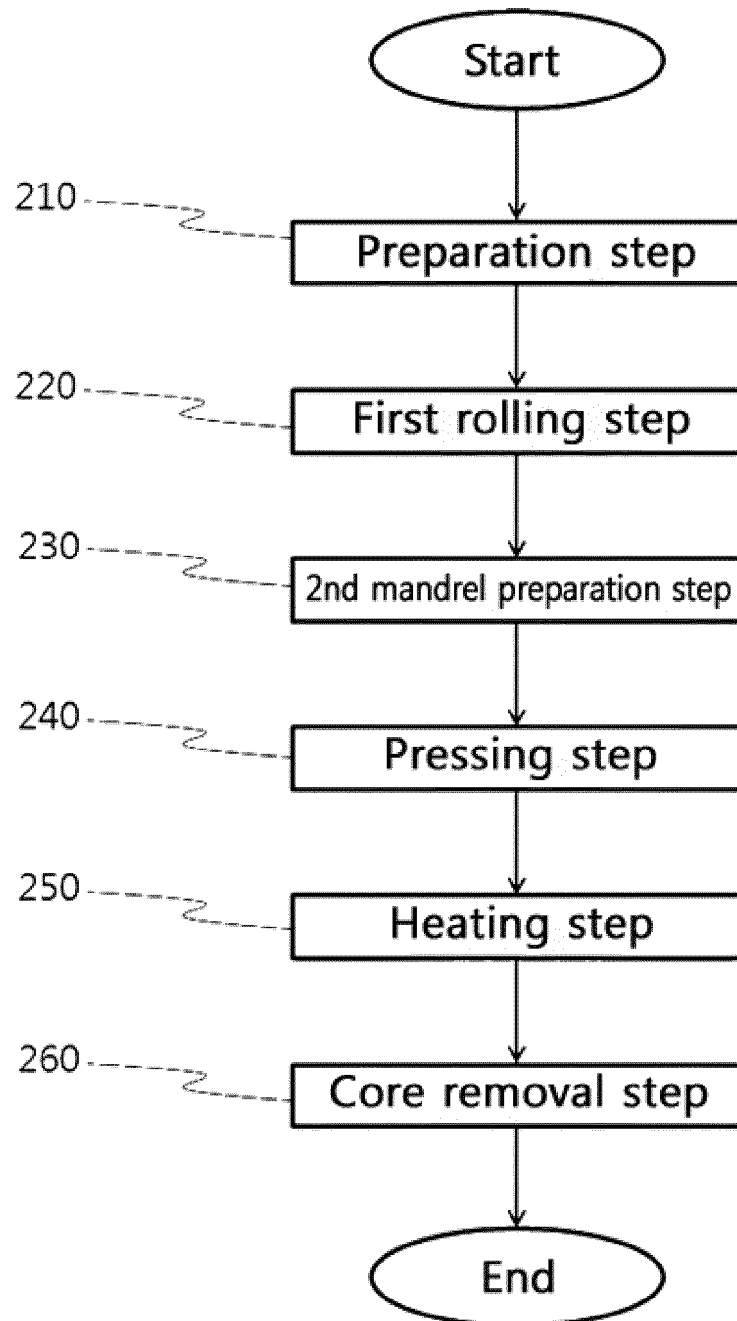 Start
210
Preparation step
220
First rolling step
230
2nd mandrel preparation step
240
Pressing step
250
Heating step
260
Core removal step
End